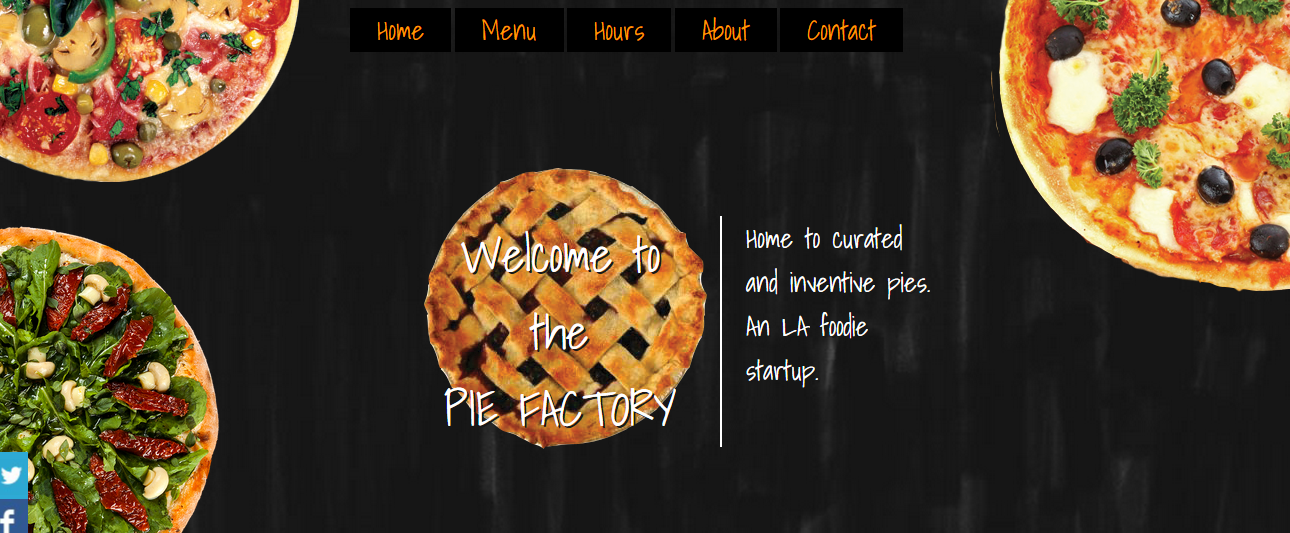 Home Menu Hours About Contact
Welcome to
the
PIE FACTORY
Home to curated
and inventive pies.
An LA foodie
startup.